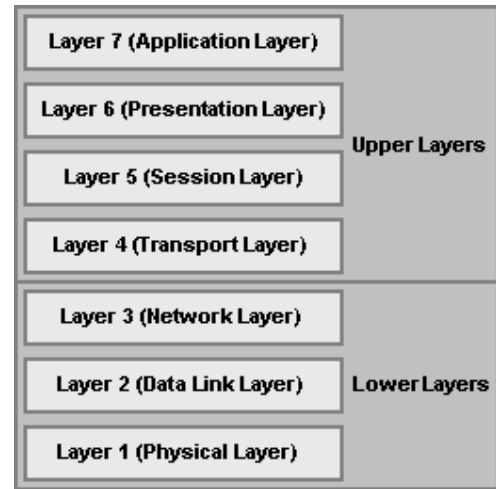 Layer 7 (Application Layer)
Layer 6 (Presentation Layer)
Layer 5 (Session Layer)
Layer 4 (Transport Layer)
Upper Layers
Layer 3 (Network Layer)
Layer 2 (Data Link Layer)
Layer 1 (Physical Layer)
Lower Layers